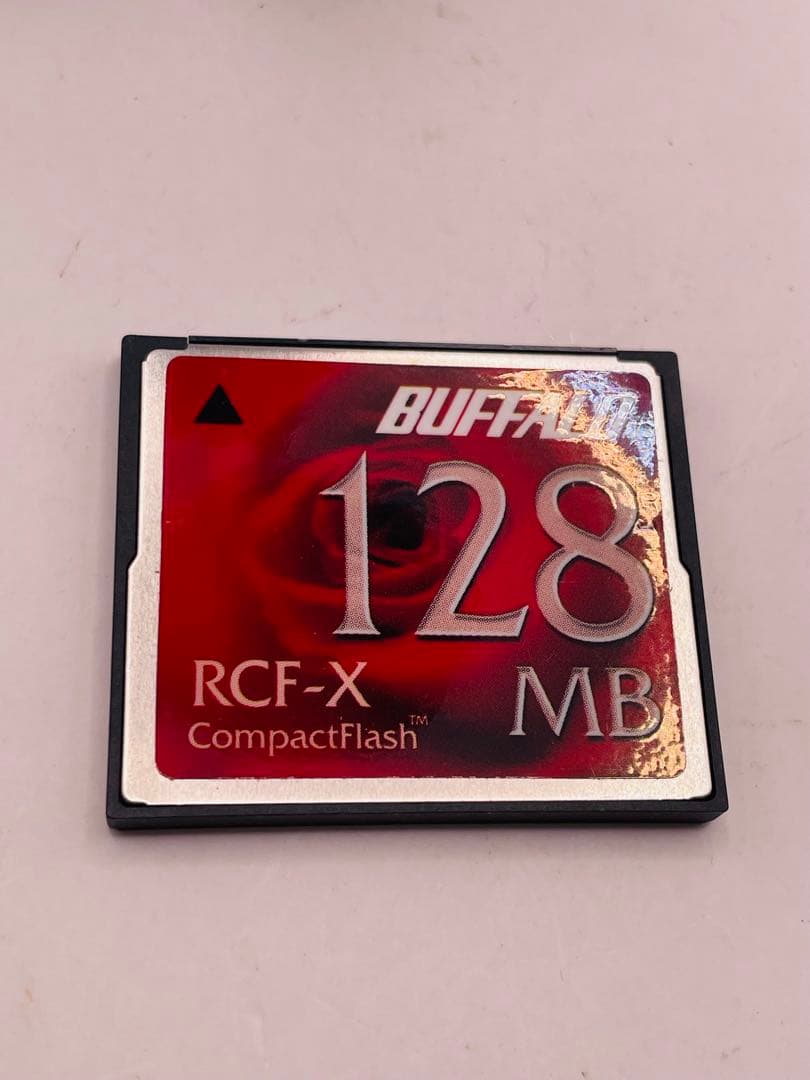 BUFFALO
128
MB
RCF-X
CompactFlash™